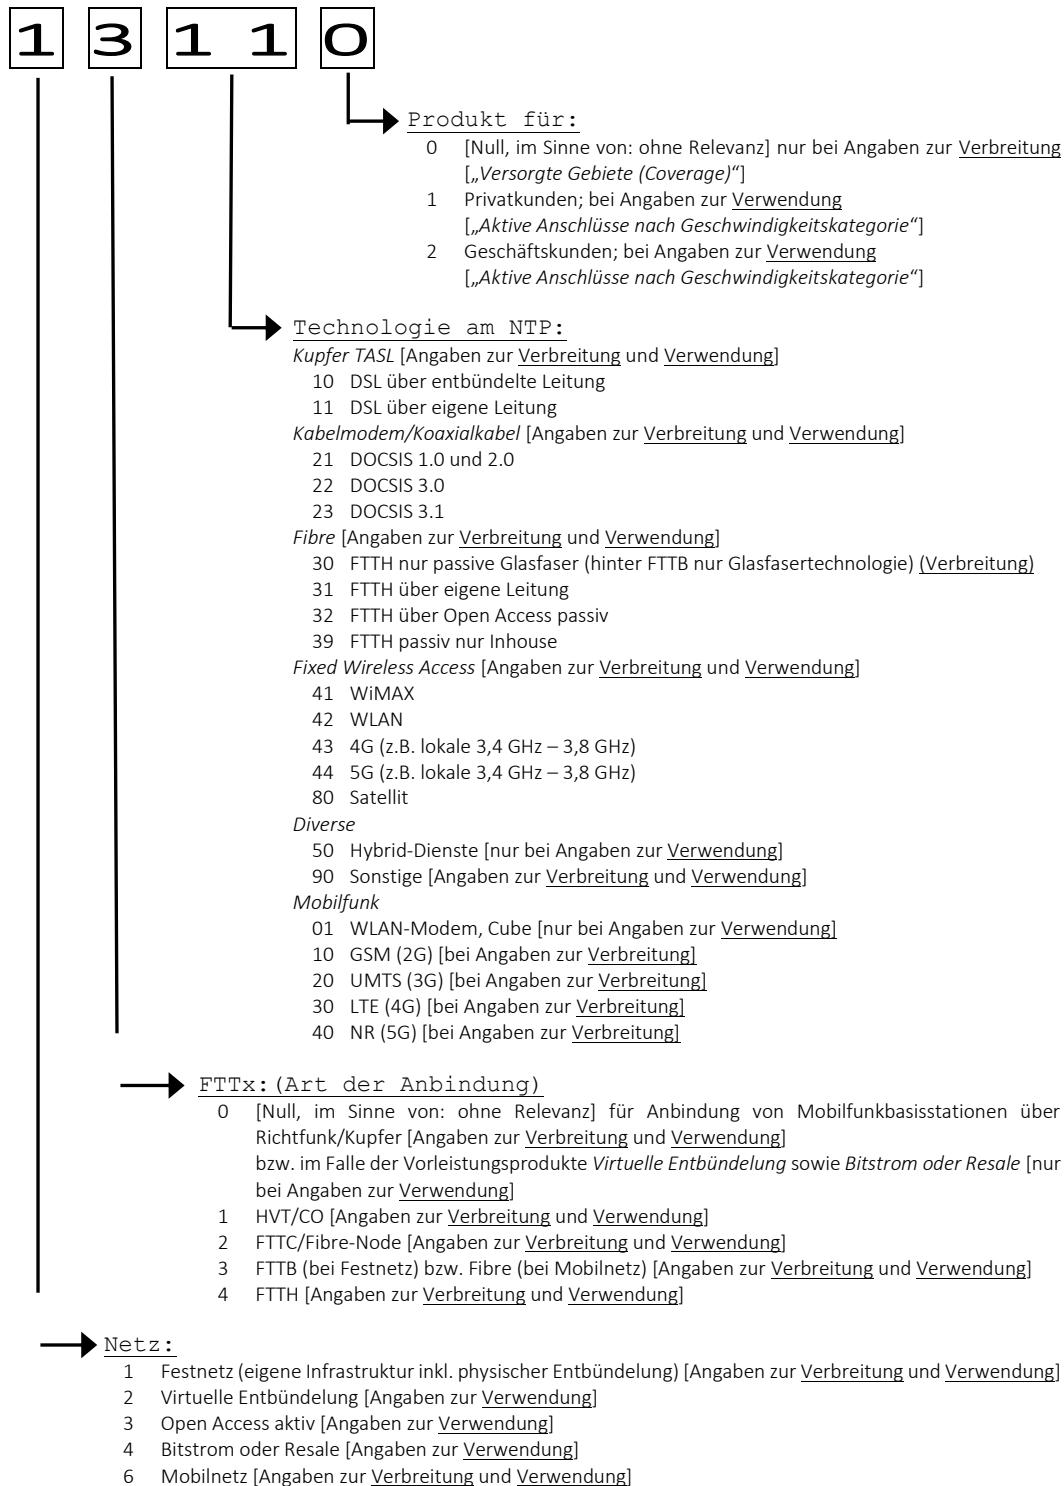 1 3 1 1 0
Produkt für:
0 [Null, im Sinne von: ohne Relevanz] nur bei Angaben zur Verbreitung
[„Versorgte Gebiete (Coverage)“]
1 Privatkunden; bei Angaben zur Verwendung
[„Aktive Anschlüsse nach Geschwindigkeitskategorie“]
2 Geschäftskunden; bei Angaben zur Verwendung
[„Aktive Anschlüsse nach Geschwindigkeitskategorie“]
Technologie am NTP:
Kupfer TASL [Angaben zur Verbreitung und Verwendung]
10 DSL über entbündelte Leitung
11 DSL über eigene Leitung
Kabelmodem/Koaxialkabel [Angaben zur Verbreitung und Verwendung]
21 DOCSIS 1.0 und 2.0
22 DOCSIS 3.0
23 DOCSIS 3.1
Fibre [Angaben zur Verbreitung und Verwendung]
30 FTTH nur passive Glasfaser (hinter FTTB nur Glasfasertechnologie) (Verbreitung)
31 FTTH über eigene Leitung
32 FTTH über Open Access passiv
39 FTTH passiv nur Inhouse
Fixed Wireless Access [Angaben zur Verbreitung und Verwendung]
41 WiMAX
42 WLAN
43 4G (z.B. lokale 3,4 GHz – 3,8 GHz)
44 5G (z.B. lokale 3,4 GHz – 3,8 GHz)
80 Satellit
Diverse
50 Hybrid-Dienste [nur bei Angaben zur Verwendung]
90 Sonstige [Angaben zur Verbreitung und Verwendung]
Mobilfunk
01 WLAN-Modem, Cube [nur bei Angaben zur Verwendung]
10 GSM (2G) [bei Angaben zur Verbreitung]
20 UMTS (3G) [bei Angaben zur Verbreitung]
30 LTE (4G) [bei Angaben zur Verbreitung]
40 NR (5G) [bei Angaben zur Verbreitung]
FTTx:(Art der Anbindung)
0 [Null, im Sinne von: ohne Relevanz] für Anbindung von Mobilfunkbasisstationen über
Richtfunk/Kupfer [Angaben zur Verbreitung und Verwendung]
bzw. im Falle der Vorleistungsprodukte Virtuelle Entbündelung sowie Bitstrom oder Resale [nur
bei Angaben zur Verwendung]
1 HVT/CO [Angaben zur Verbreitung und Verwendung]
2 FTTC/Fibre-Node [Angaben zur Verbreitung und Verwendung]
3 FTTB (bei Festnetz) bzw. Fibre (bei Mobilnetz) [Angaben zur Verbreitung und Verwendung]
4 FTTH [Angaben zur Verbreitung und Verwendung]
Netz:
1 Festnetz (eigene Infrastruktur inkl. physischer Entbündelung) [Angaben zur Verbreitung und Verwendung]
2 Virtuelle Entbündelung [Angaben zur Verwendung]
3 Open Access aktiv [Angaben zur Verwendung]
4 Bitstrom oder Resale [Angaben zur Verwendung]
6 Mobilnetz [Angaben zur Verbreitung und Verwendung]